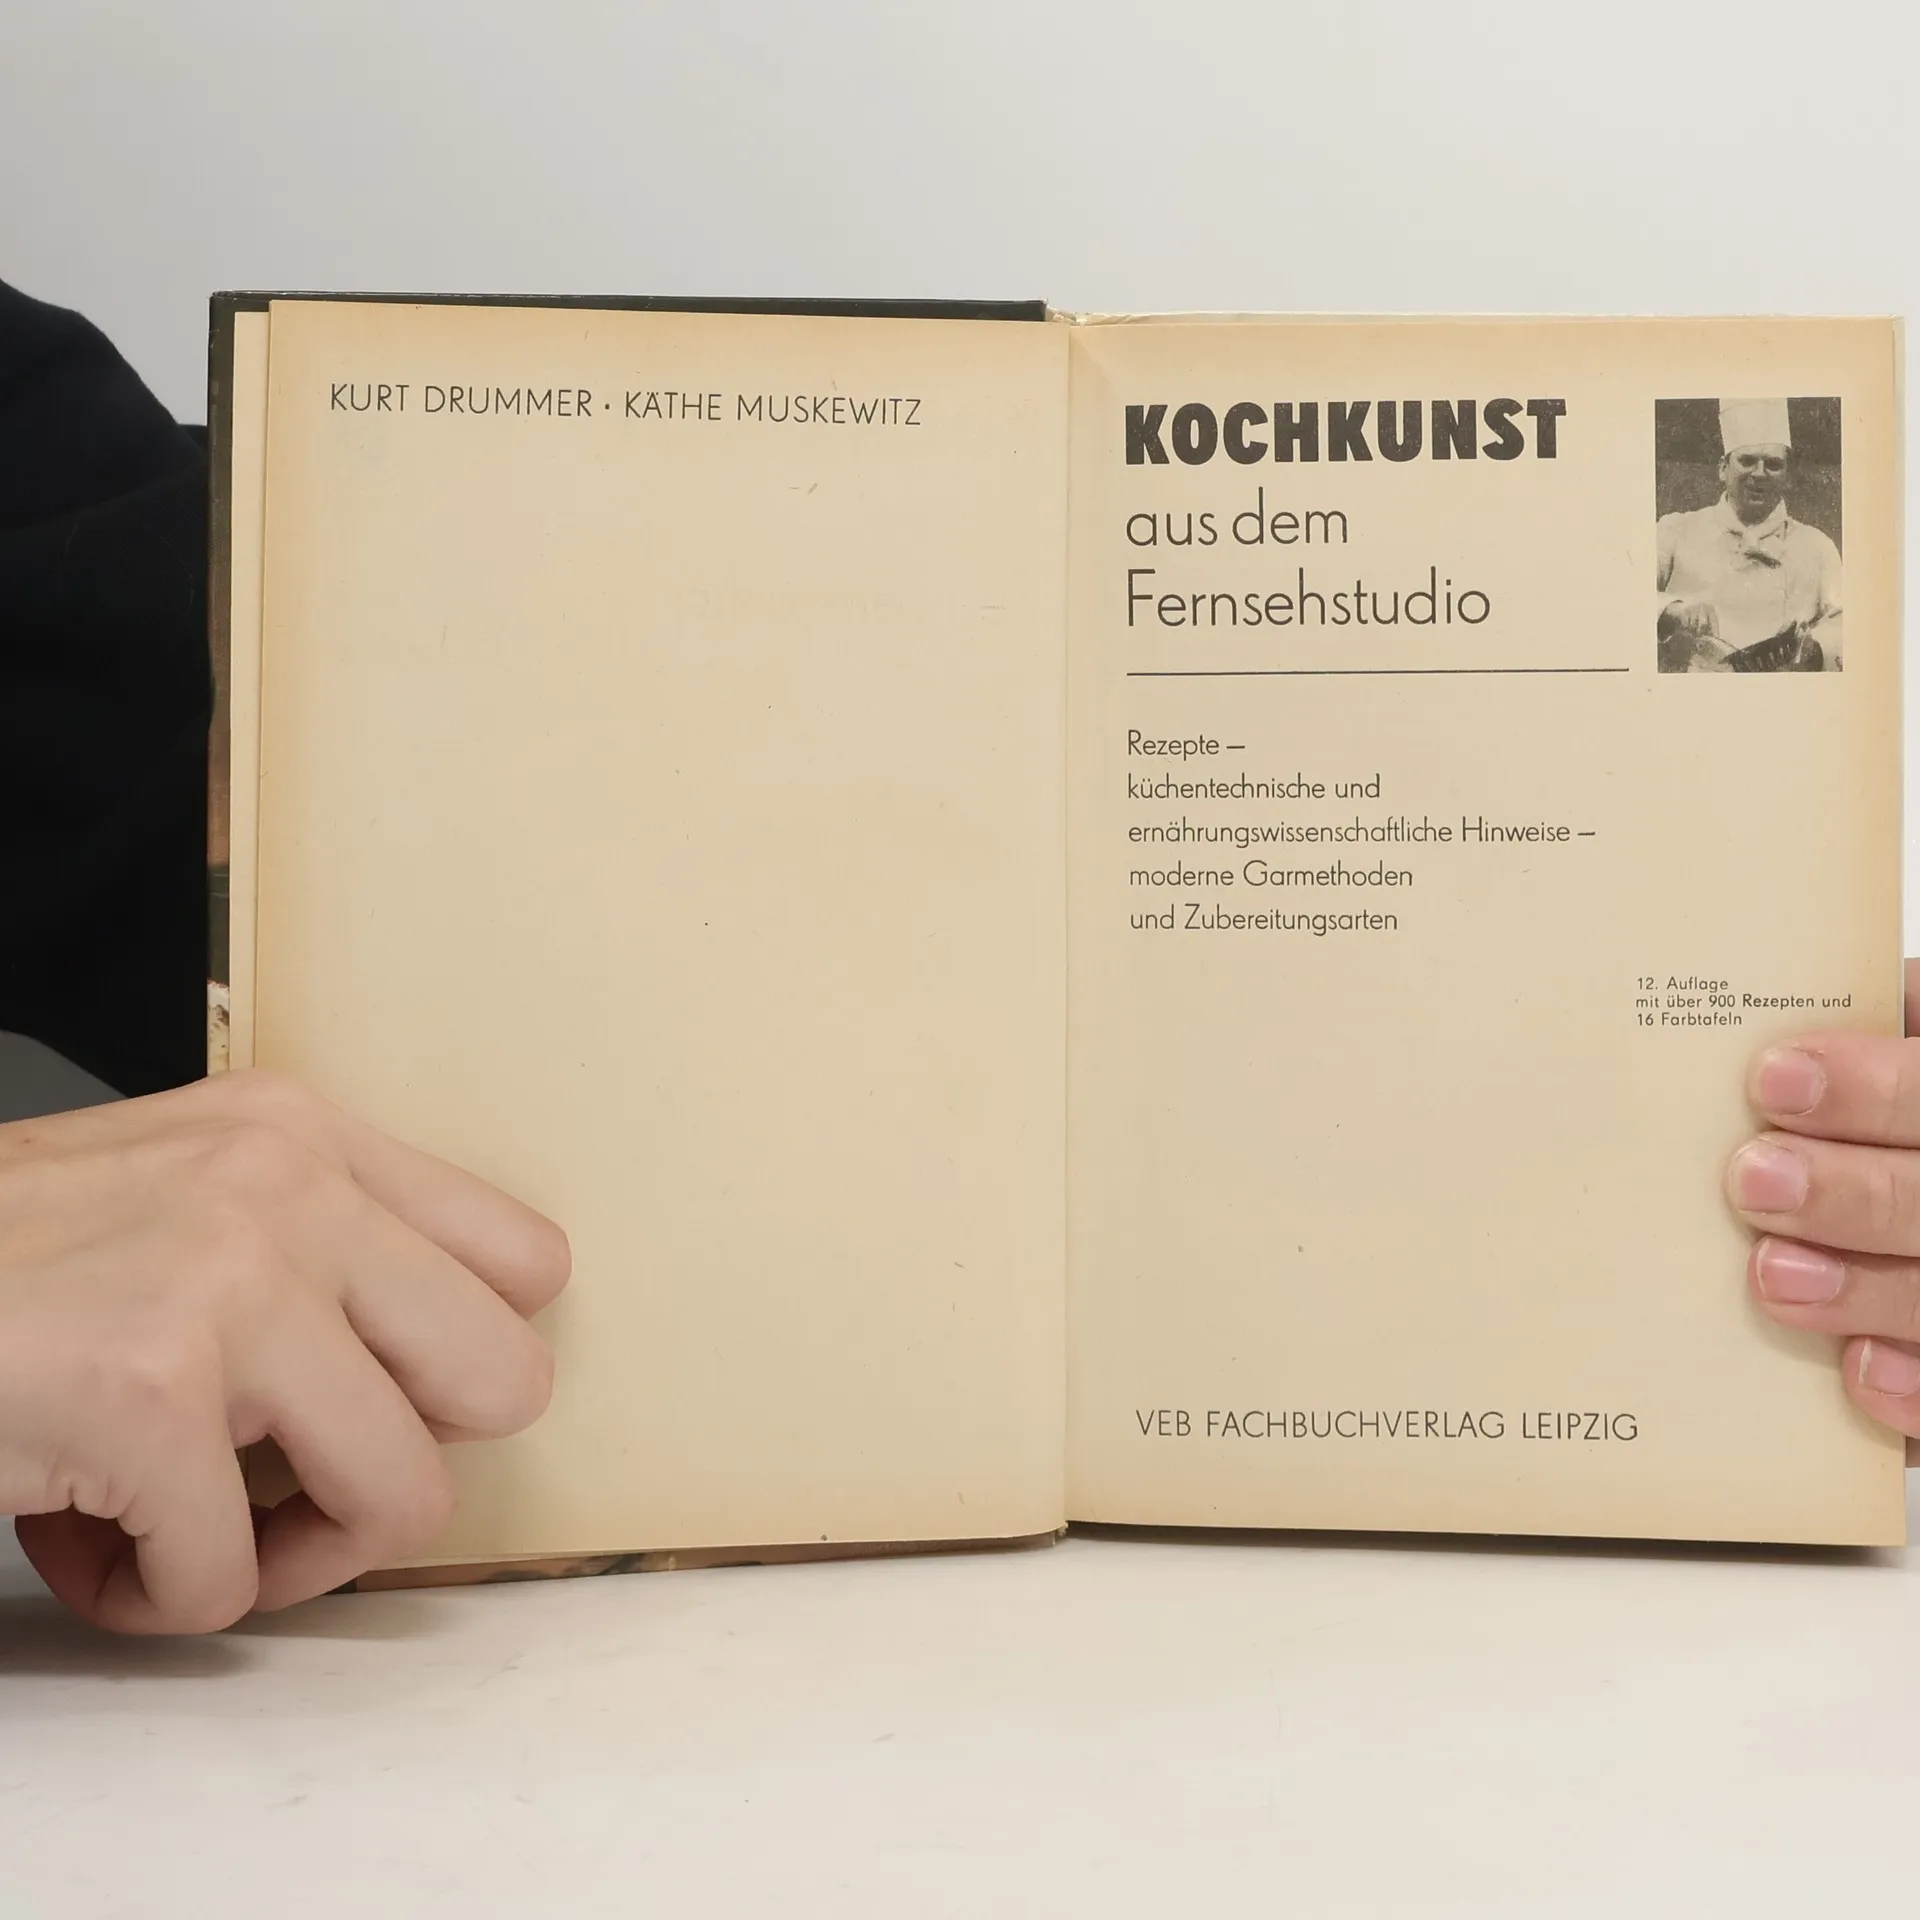 KURT DRUMMER · KÄTHE MUSKEWITZ
KOCHKUNST
aus dem
Fernsehstudio
Rezepte –
küchentechnische und
ernährungswissenschaftliche Hinweise –
moderne Garmethoden
und Zubereitungsarten
12. Auflage
mit über 900 Rezepten und
16 Farbtafeln
VEB FACHBUCHVERLAG LEIPZIG